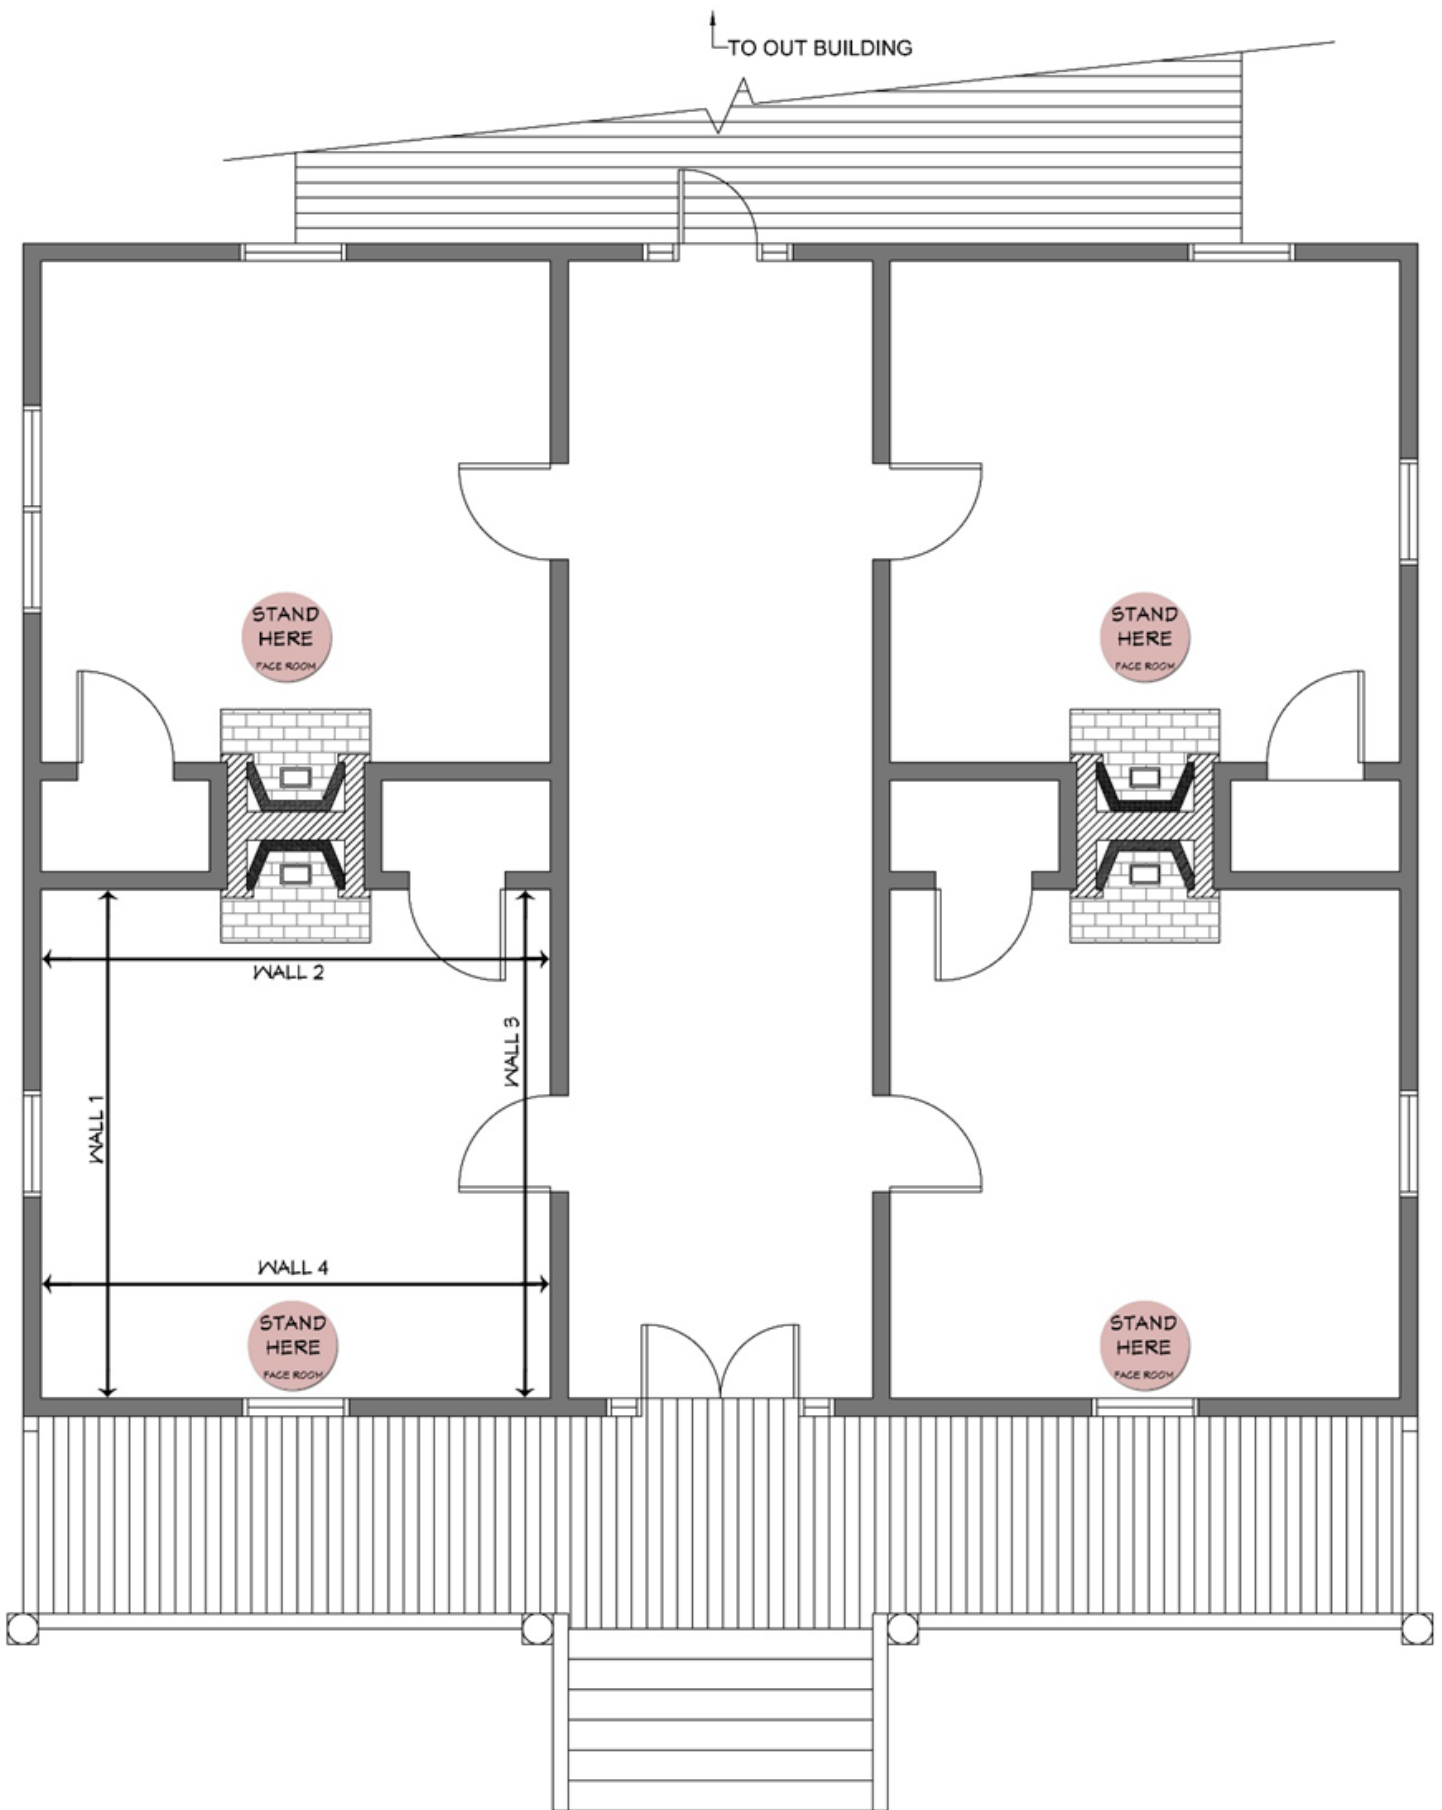 TO OUT BUILDING
STAND
HERE
FACE ROOM
STAND
HERE
FACE ROOM
WALL 2
WALL 3
WALL 1
WALL 4
STAND
HERE
FACE ROOM
STAND
HERE
FACE ROOM